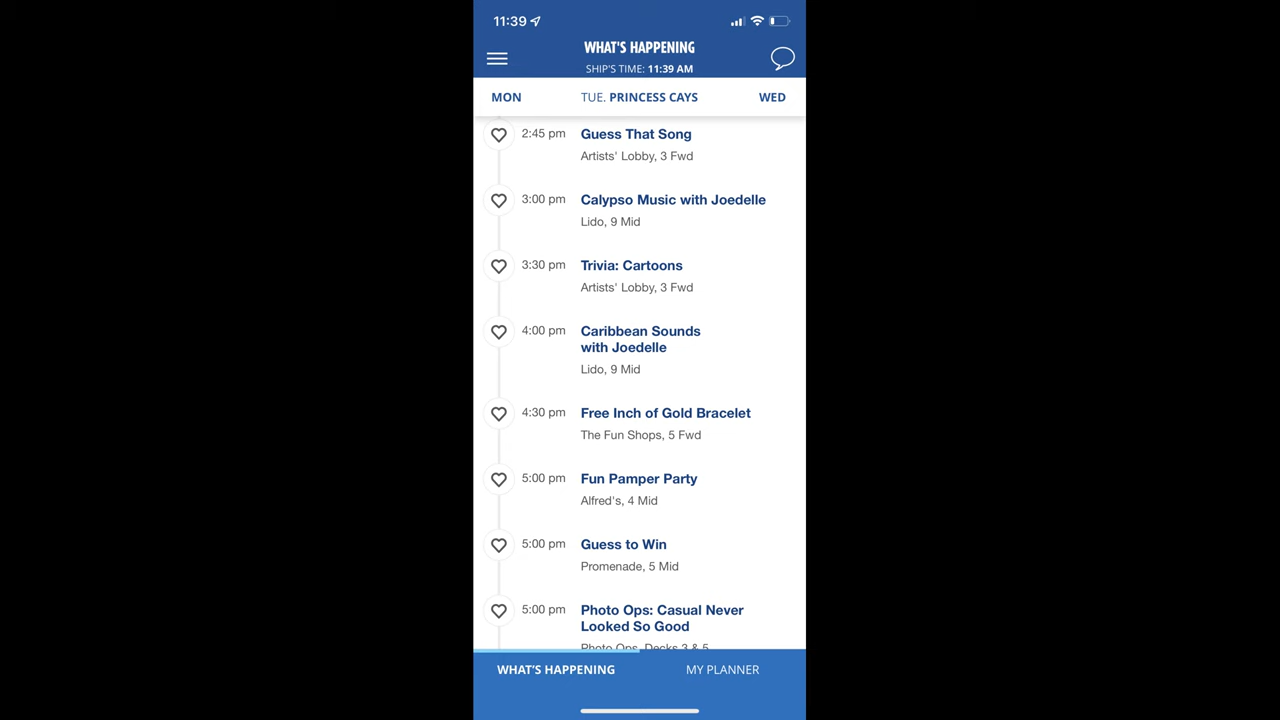 11:39
WHAT'S HAPPENING
SHIP'S TIME: 11:39 AM
MON TUE. PRINCESS CAYS WED
2:45 pm Guess That Song
Artists' Lobby, 3 Fwd
3:00 pm Calypso Music with Joedelle
Lido, 9 Mid
3:30 pm Trivia: Cartoons
Artists' Lobby, 3 Fwd
4:00 pm Caribbean Sounds
with Joedelle
Lido, 9 Mid
4:30 pm Free Inch of Gold Bracelet
The Fun Shops, 5 Fwd
5:00 pm Fun Pamper Party
Alfred's, 4 Mid
5:00 pm Guess to Win
Promenade, 5 Mid
5:00 pm Photo Ops: Casual Never
Looked So Good
Photo Ops, Decks 3 & 5
WHAT'S HAPPENING MY PLANNER